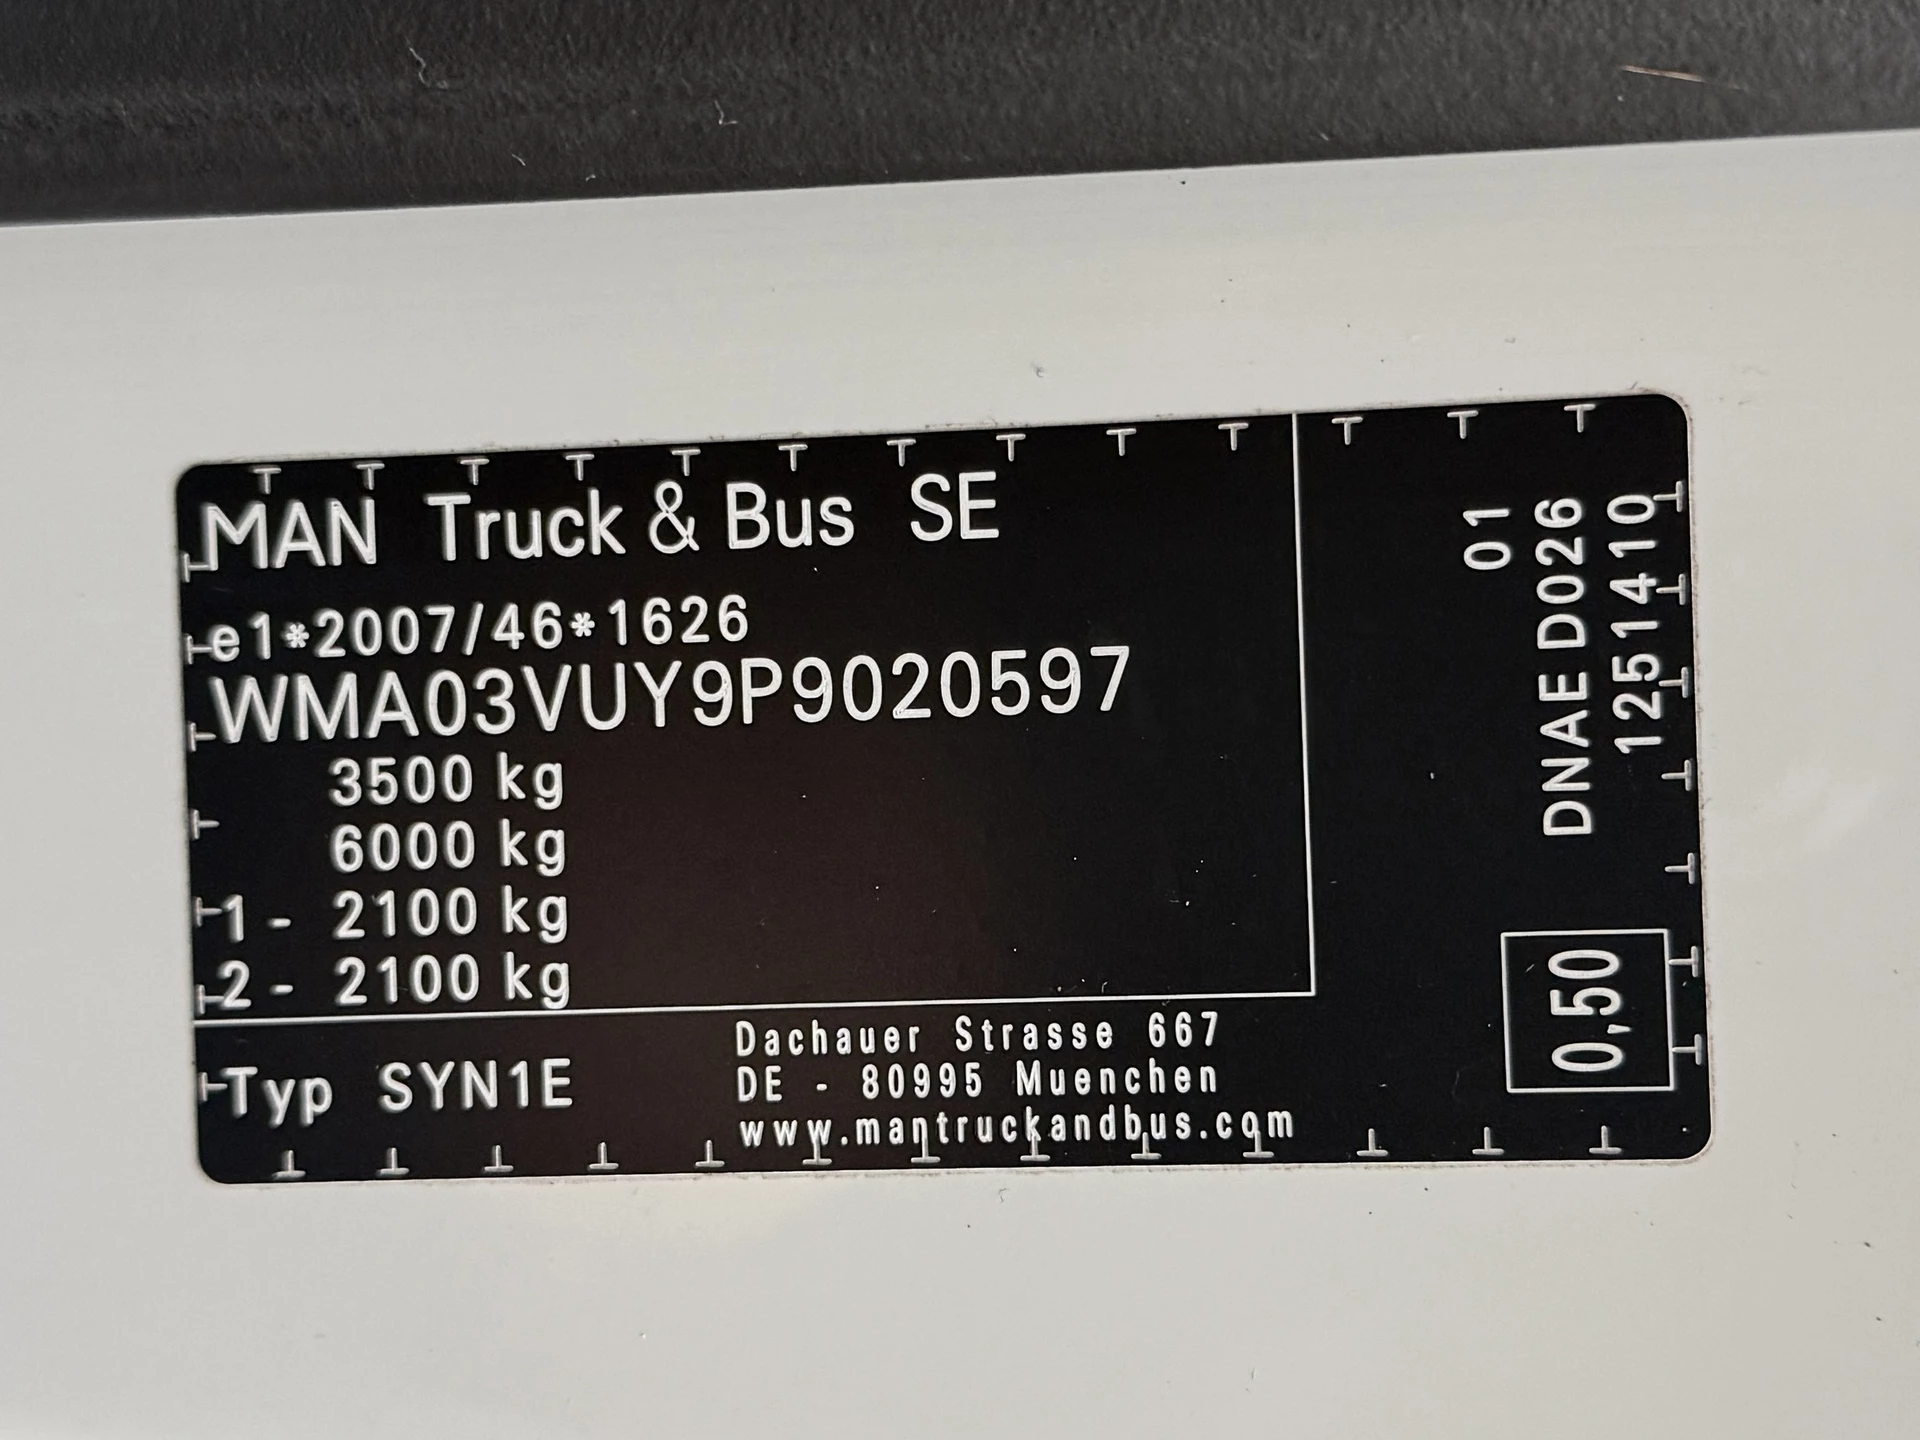 MAN Truck & Bus SE
e1*2007/46*1626
WMA03VUY9P9020597
3500 kg
6000 kg
1- 2100 kg
2- 2100 kg
Typ SYN1E
Dachauer Strasse 667
DE - 80995 Muenchen
www.mantruckandbus.com
01
DNAE D026
1251410
0,50